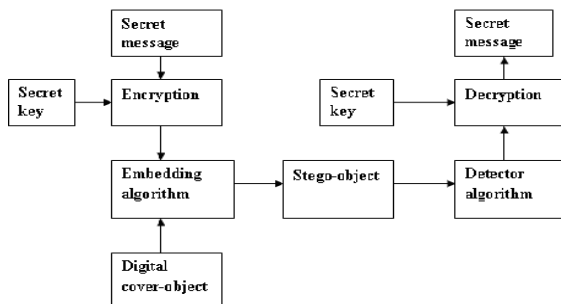 Secret
message
Secret
message
Secret
key
Encryption
Secret
key
Decryption
Embedding
algorithm
Stego-object
Detector
algorithm
Digital
cover-object